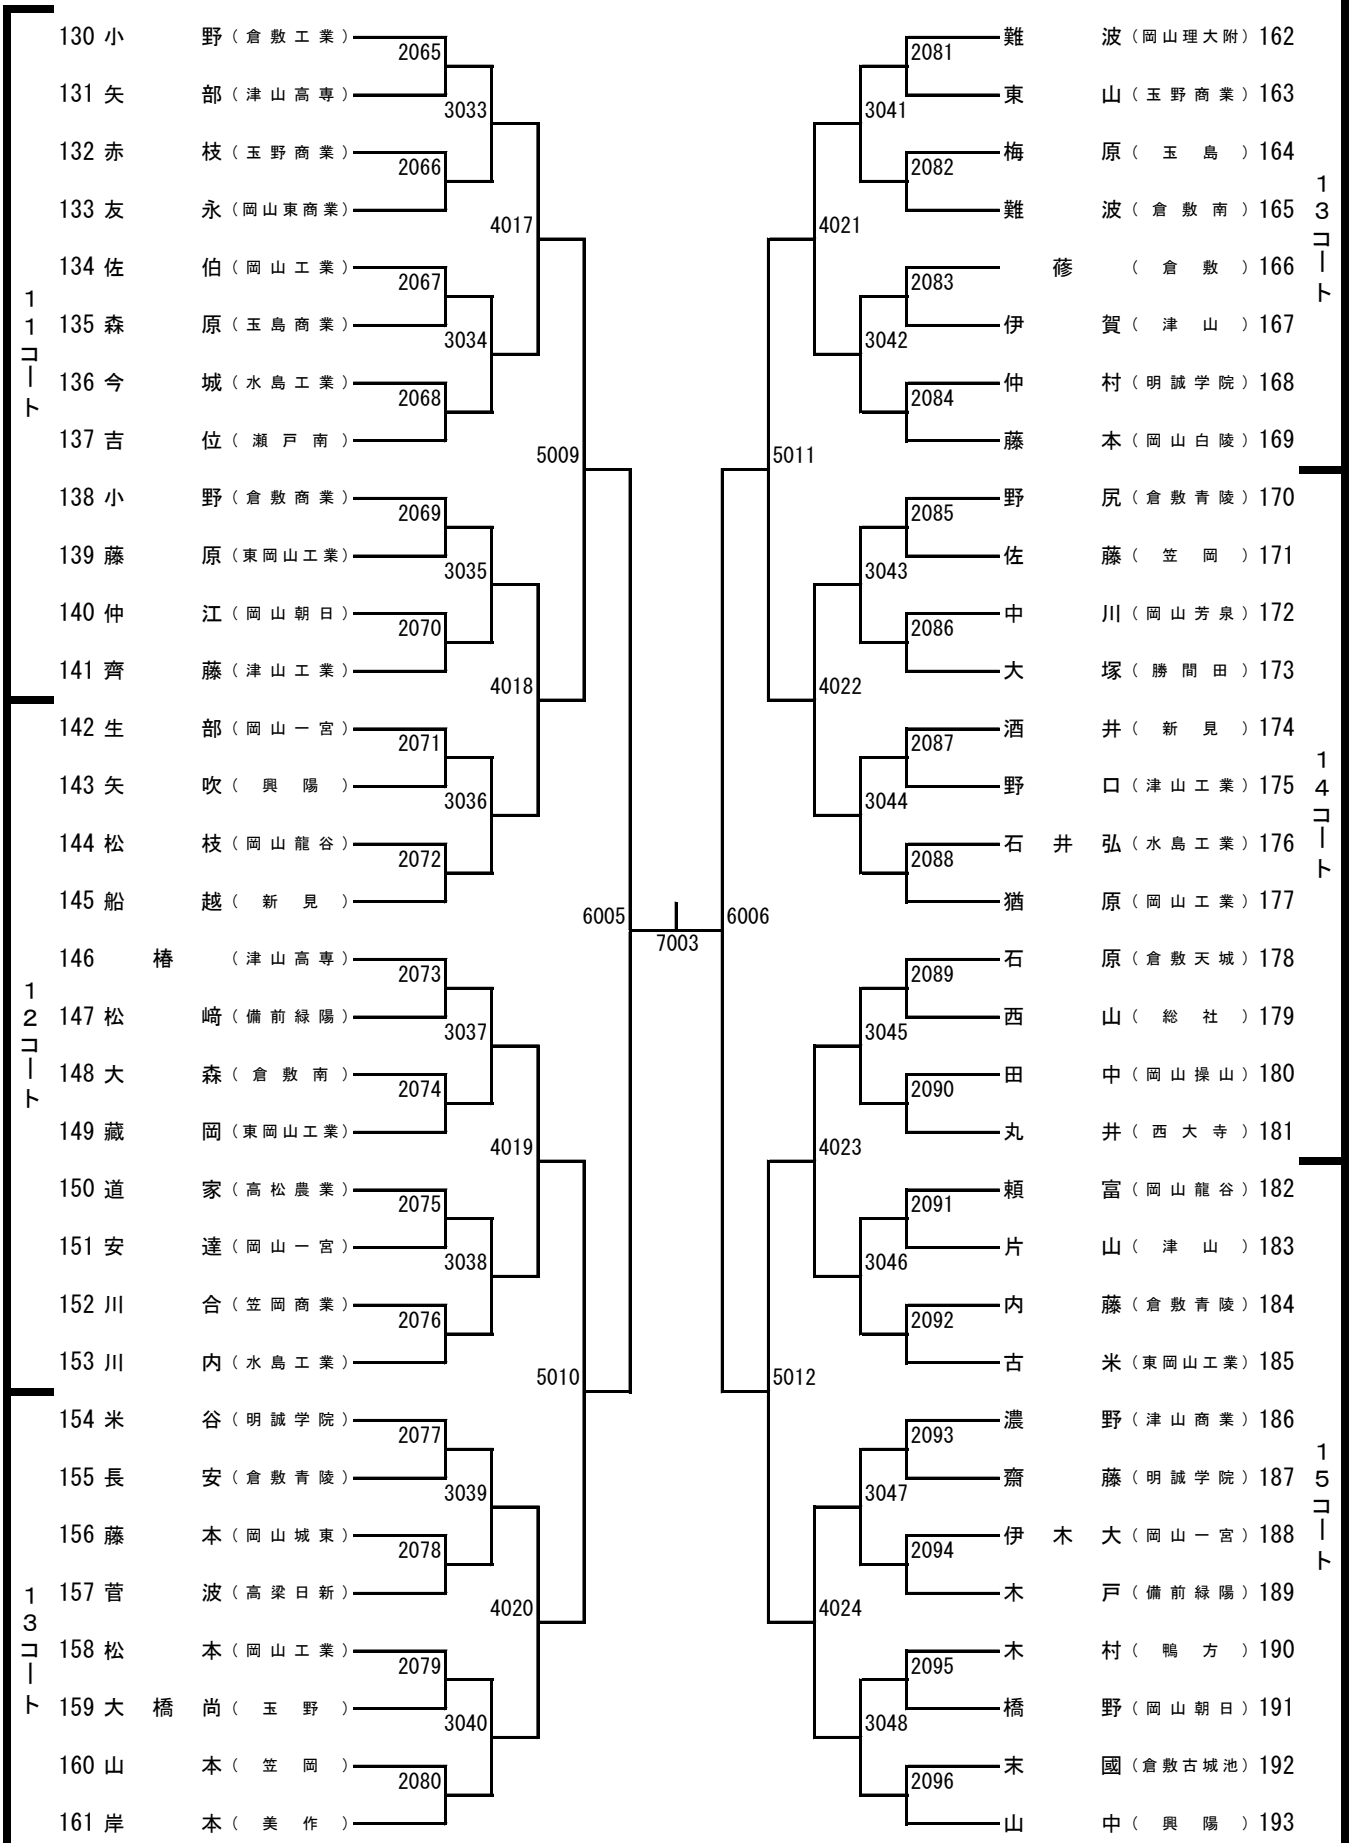 130 小野（倉敷工業）
2065
131 矢部（津山高専）
3033
132 赤枝（玉野商業）
2066
133 友永（岡山東商業）
4017
134 佐伯（岡山工業）
2067
135 森原（玉島商業）
3034
136 今城（水島工業）
2068
137 吉位（瀬戸南）
5009
138 小野（倉敷商業）
2069
139 藤原（東岡山工業）
3035
140 仲江（岡山朝日）
2070
141 齊藤（津山工業）
4018
142 生部（岡山一宮）
2071
143 矢吹（興陽）
3036
144 松枝（岡山龍谷）
2072
145 船越（新見）
6005
146 椿（津山高専）
2073
147 松﨑（備前緑陽）
3037
148 大森（倉敷南）
2074
149 藏岡（東岡山工業）
4019
150 道家（高松農業）
2075
151 安達（岡山一宮）
3038
152 川合（笠岡商業）
2076
153 川内（水島工業）
5010
154 米谷（明誠学院）
2077
155 長安（倉敷青陵）
3039
156 藤本（岡山城東）
2078
157 菅波（高梁日新）
4020
158 松本（岡山工業）
2079
159 大橋尚（玉野）
3040
160 山本（笠岡）
2080
161 岸本（美作）
11コート
12コート
13コート
7003
難波（岡山理大附）162
2081
東山（玉野商業）163
3041
梅原（玉島）164
2082
難波（倉敷南）165
4021
蓚（倉敷）166
2083
伊賀（津山）167
3042
仲村（明誠学院）168
2084
藤本（岡山白陵）169
5011
野尻（倉敷青陵）170
2085
佐藤（笠岡）171
3043
中川（岡山芳泉）172
2086
大塚（勝間田）173
4022
酒井（新見）174
2087
野口（津山工業）175
3044
石井弘（水島工業）176
2088
猶原（岡山工業）177
6006
石原（倉敷天城）178
2089
西山（総社）179
3045
田中（岡山操山）180
2090
丸井（西大寺）181
4023
頼富（岡山龍谷）182
2091
片山（津山）183
3046
内藤（倉敷青陵）184
2092
古米（東岡山工業）185
5012
濃野（津山商業）186
2093
齋藤（明誠学院）187
3047
伊木大（岡山一宮）188
2094
木戸（備前緑陽）189
4024
木村（鴨方）190
2095
橋野（岡山朝日）191
3048
末國（倉敷古城池）192
2096
山中（興陽）193
13コート
14コート
15コート